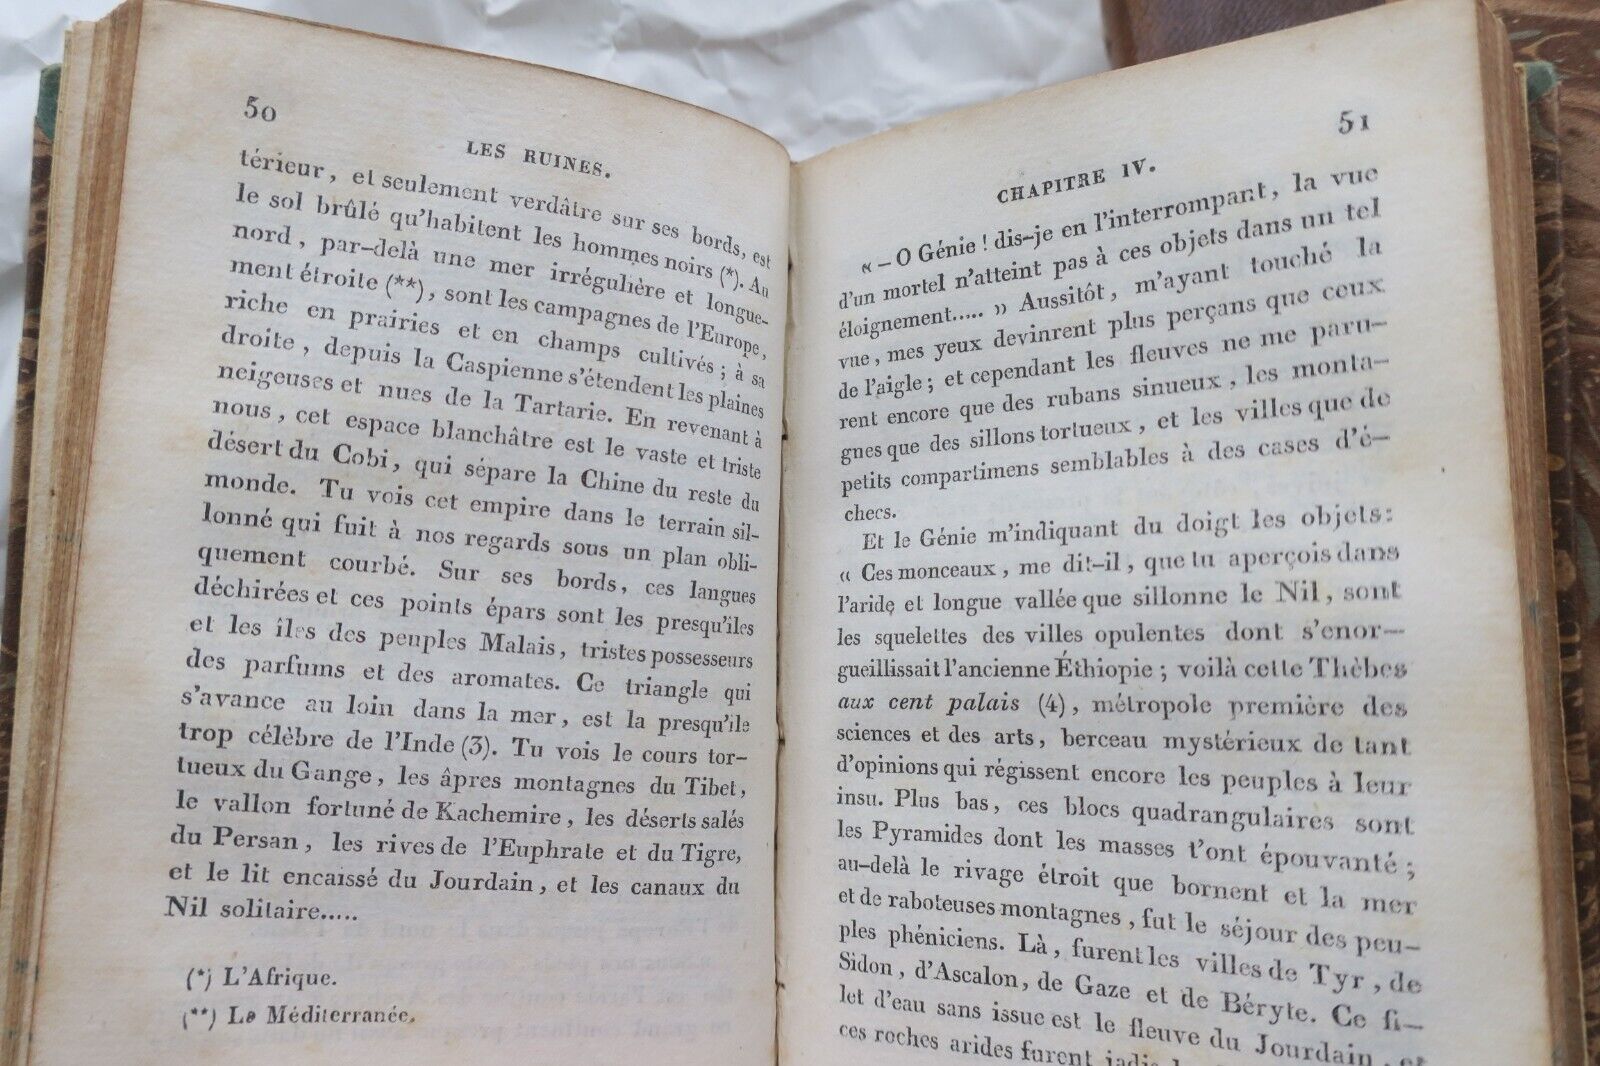 50
LES RUINES.
térieur, et seulement verdâtre sur ses bords, est
le sol brûlé qu'habitent les hommes noirs (*). Au
nord, par-delà une mer irrégulière et longue-
ment étroite (**), sont les campagnes de l'Europe,
riche en prairies et en champs cultivés ; à sa
droite, depuis la Caspienne s'étendent les plaines
neigeuses et nues de la Tartarie. En revenant à
nous, cet espace blanchâtre est le vaste et triste
désert du Cobi, qui sépare la Chine du reste du
monde. Tu vois cet empire dans le terrain sil-
lonné qui fuit à nos regards sous un plan obli-
quement courbé. Sur ses bords, ces langues
déchirées et ces points épars sont les presqu'îles
et les îles des peuples Malais, tristes possesseurs
des parfums et des aromates. Ce triangle qui
s'avance au loin dans la mer, est la presqu'île
trop célèbre de l'Inde (3). Tu vois le cours tor-
tueux du Gange, les âpres montagnes du Tibet,
le vallon fortuné de Kachemire, les déserts salés
du Persan, les rives de l'Euphrate et du Tigre,
et le lit encaissé du Jourdain, et les canaux du
Nil solitaire.....
(*) L'Afrique.
(**) La Méditerranée.
51
CHAPITRE IV.
« — O Génie ! dis-je en l'interrompant, la vue
d'un mortel n'atteint pas à ces objets dans un tel
éloignement..... » Aussitôt, m'ayant touché la
vue, mes yeux devinrent plus perçans que ceux
de l'aigle ; et cependant les fleuves ne me paru-
rent encore que des rubans sinueux, les monta-
gnes que des sillons tortueux, et les villes que de
petits compartimens semblables à des cases d'é-
checs.
Et le Génie m'indiquant du doigt les objets:
« Ces monceaux, me dit-il, que tu aperçois dans
l'aride et longue vallée que sillonne le Nil, sont
les squelettes des villes opulentes dont s'enor-
gueillissait l'ancienne Éthiopie ; voilà cette Thèbes
aux cent palais (4), métropole première des
sciences et des arts, berceau mystérieux de tant
d'opinions qui régissent encore les peuples à leur
insu. Plus bas, ces blocs quadrangulaires sont
les Pyramides dont les masses t'ont épouvanté ;
au-delà le rivage étroit que bornent et la mer
et de raboteuses montagnes, fut le séjour des peu-
ples phéniciens. Là, furent les villes de Tyr, de
Sidon, d'Ascalon, de Gaze et de Béryte. Ce fi-
let d'eau sans issue est le fleuve du Jourdain, et
ces roches arides furent jadis